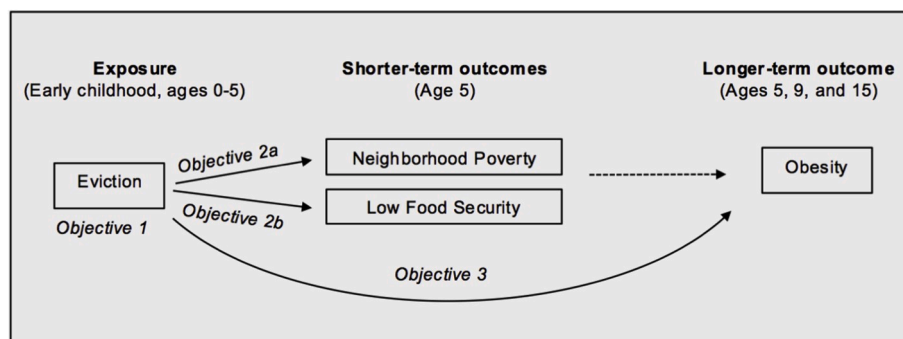 Exposure
(Early childhood, ages 0-5)
Shorter-term outcomes
(Age 5)
Longer-term outcome
(Ages 5, 9, and 15)
Eviction
Objective 1
Objective 2a
Objective 2b
Neighborhood Poverty
Low Food Security
Obesity
Objective 3